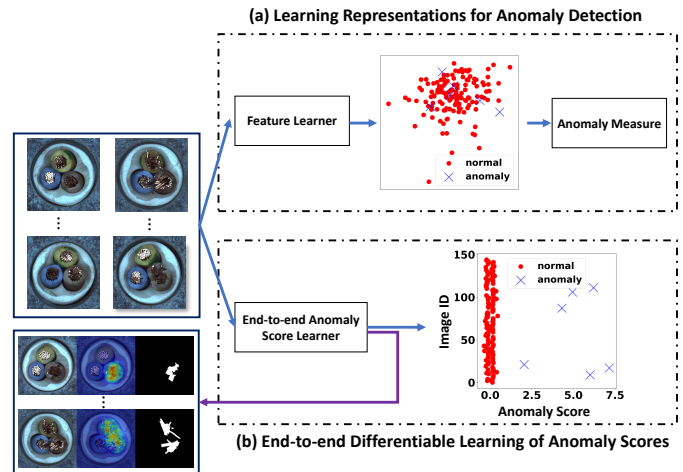 (a) Learning Representations for Anomaly Detection
Feature Learner
normal
anomaly
Anomaly Measure
End-to-end Anomaly
Score Learner
Image ID
150
100
50
0
normal
anomaly
0.0 2.5 5.0 7.5
Anomaly Score
(b) End-to-end Differentiable Learning of Anomaly Scores